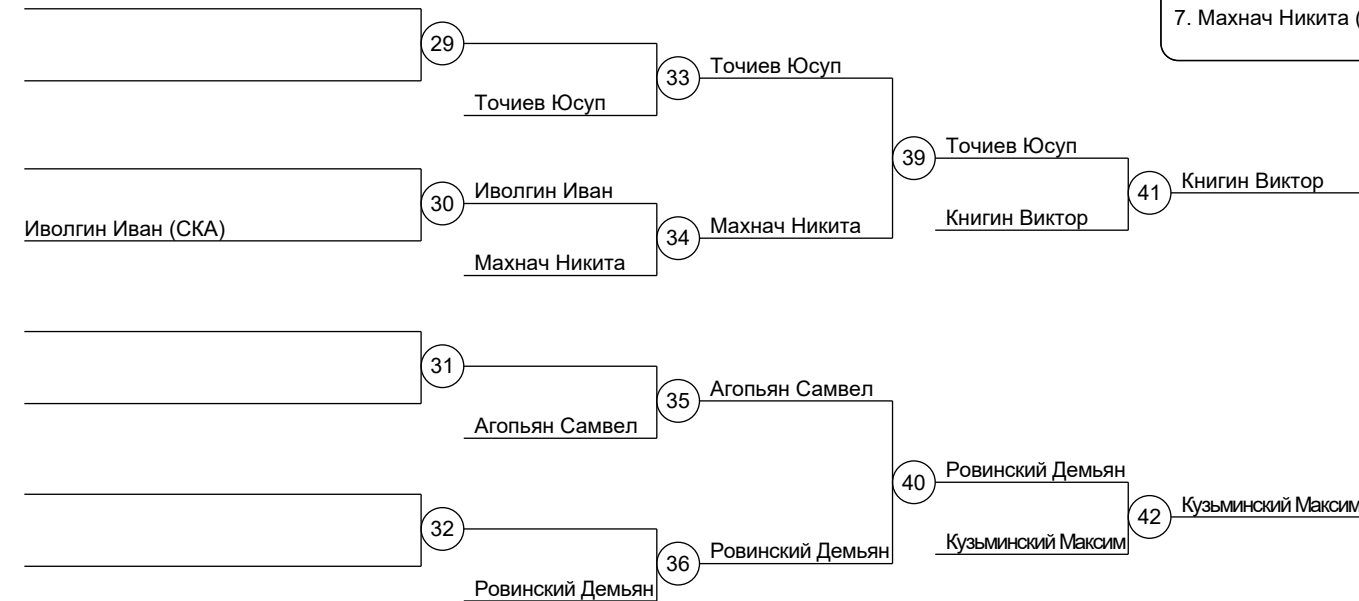 7. Махнач Никита (
29
Точиев Юсуп
33
Точиев Юсуп
39
Точиев Юсуп
41
Книгин Виктор
Книгин Виктор
30
Иволгин Иван
Иволгин Иван (СКА)
34
Махнач Никита
Махнач Никита
31
Агопьян Самвел
35
Агопьян Самвел
40
Ровинский Демьян
42
Кузьминский Максим
Кузьминский Максим
32
36
Ровинский Демьян
Ровинский Демьян